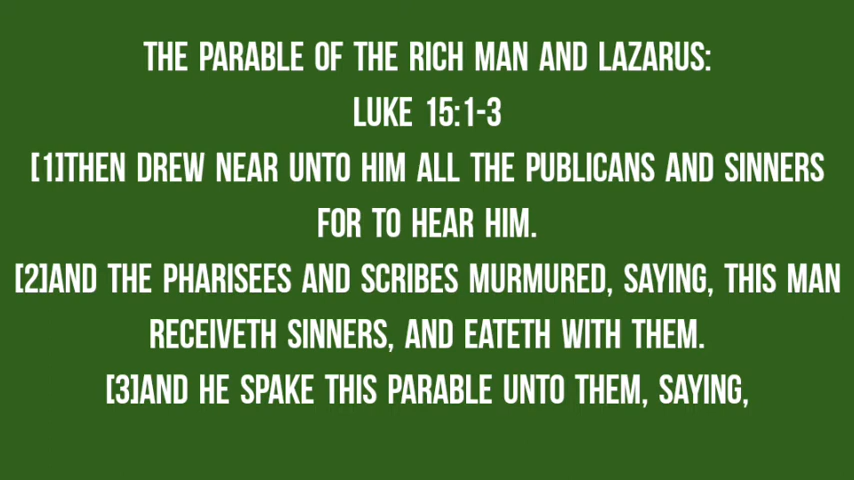 THE PARABLE OF THE RICH MAN AND LAZARUS:
LUKE 15:1-3
[1]THEN DREW NEAR UNTO HIM ALL THE PUBLICANS AND SINNERS
FOR TO HEAR HIM.
[2]AND THE PHARISEES AND SCRIBES MURMURED, SAYING, THIS MAN
RECEIVETH SINNERS, AND EATETH WITH THEM.
[3]AND HE SPAKE THIS PARABLE UNTO THEM, SAYING,